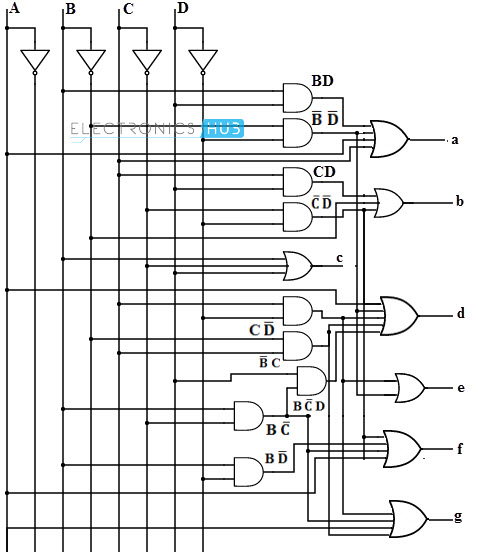 A B C D
BD
B̅ D̅
ELECTRONICS HUB
a
CD
C̅ D̅
b
c
d
C D̅
B̅ C
e
B C̅ D
B C̅
f
B D̅
g